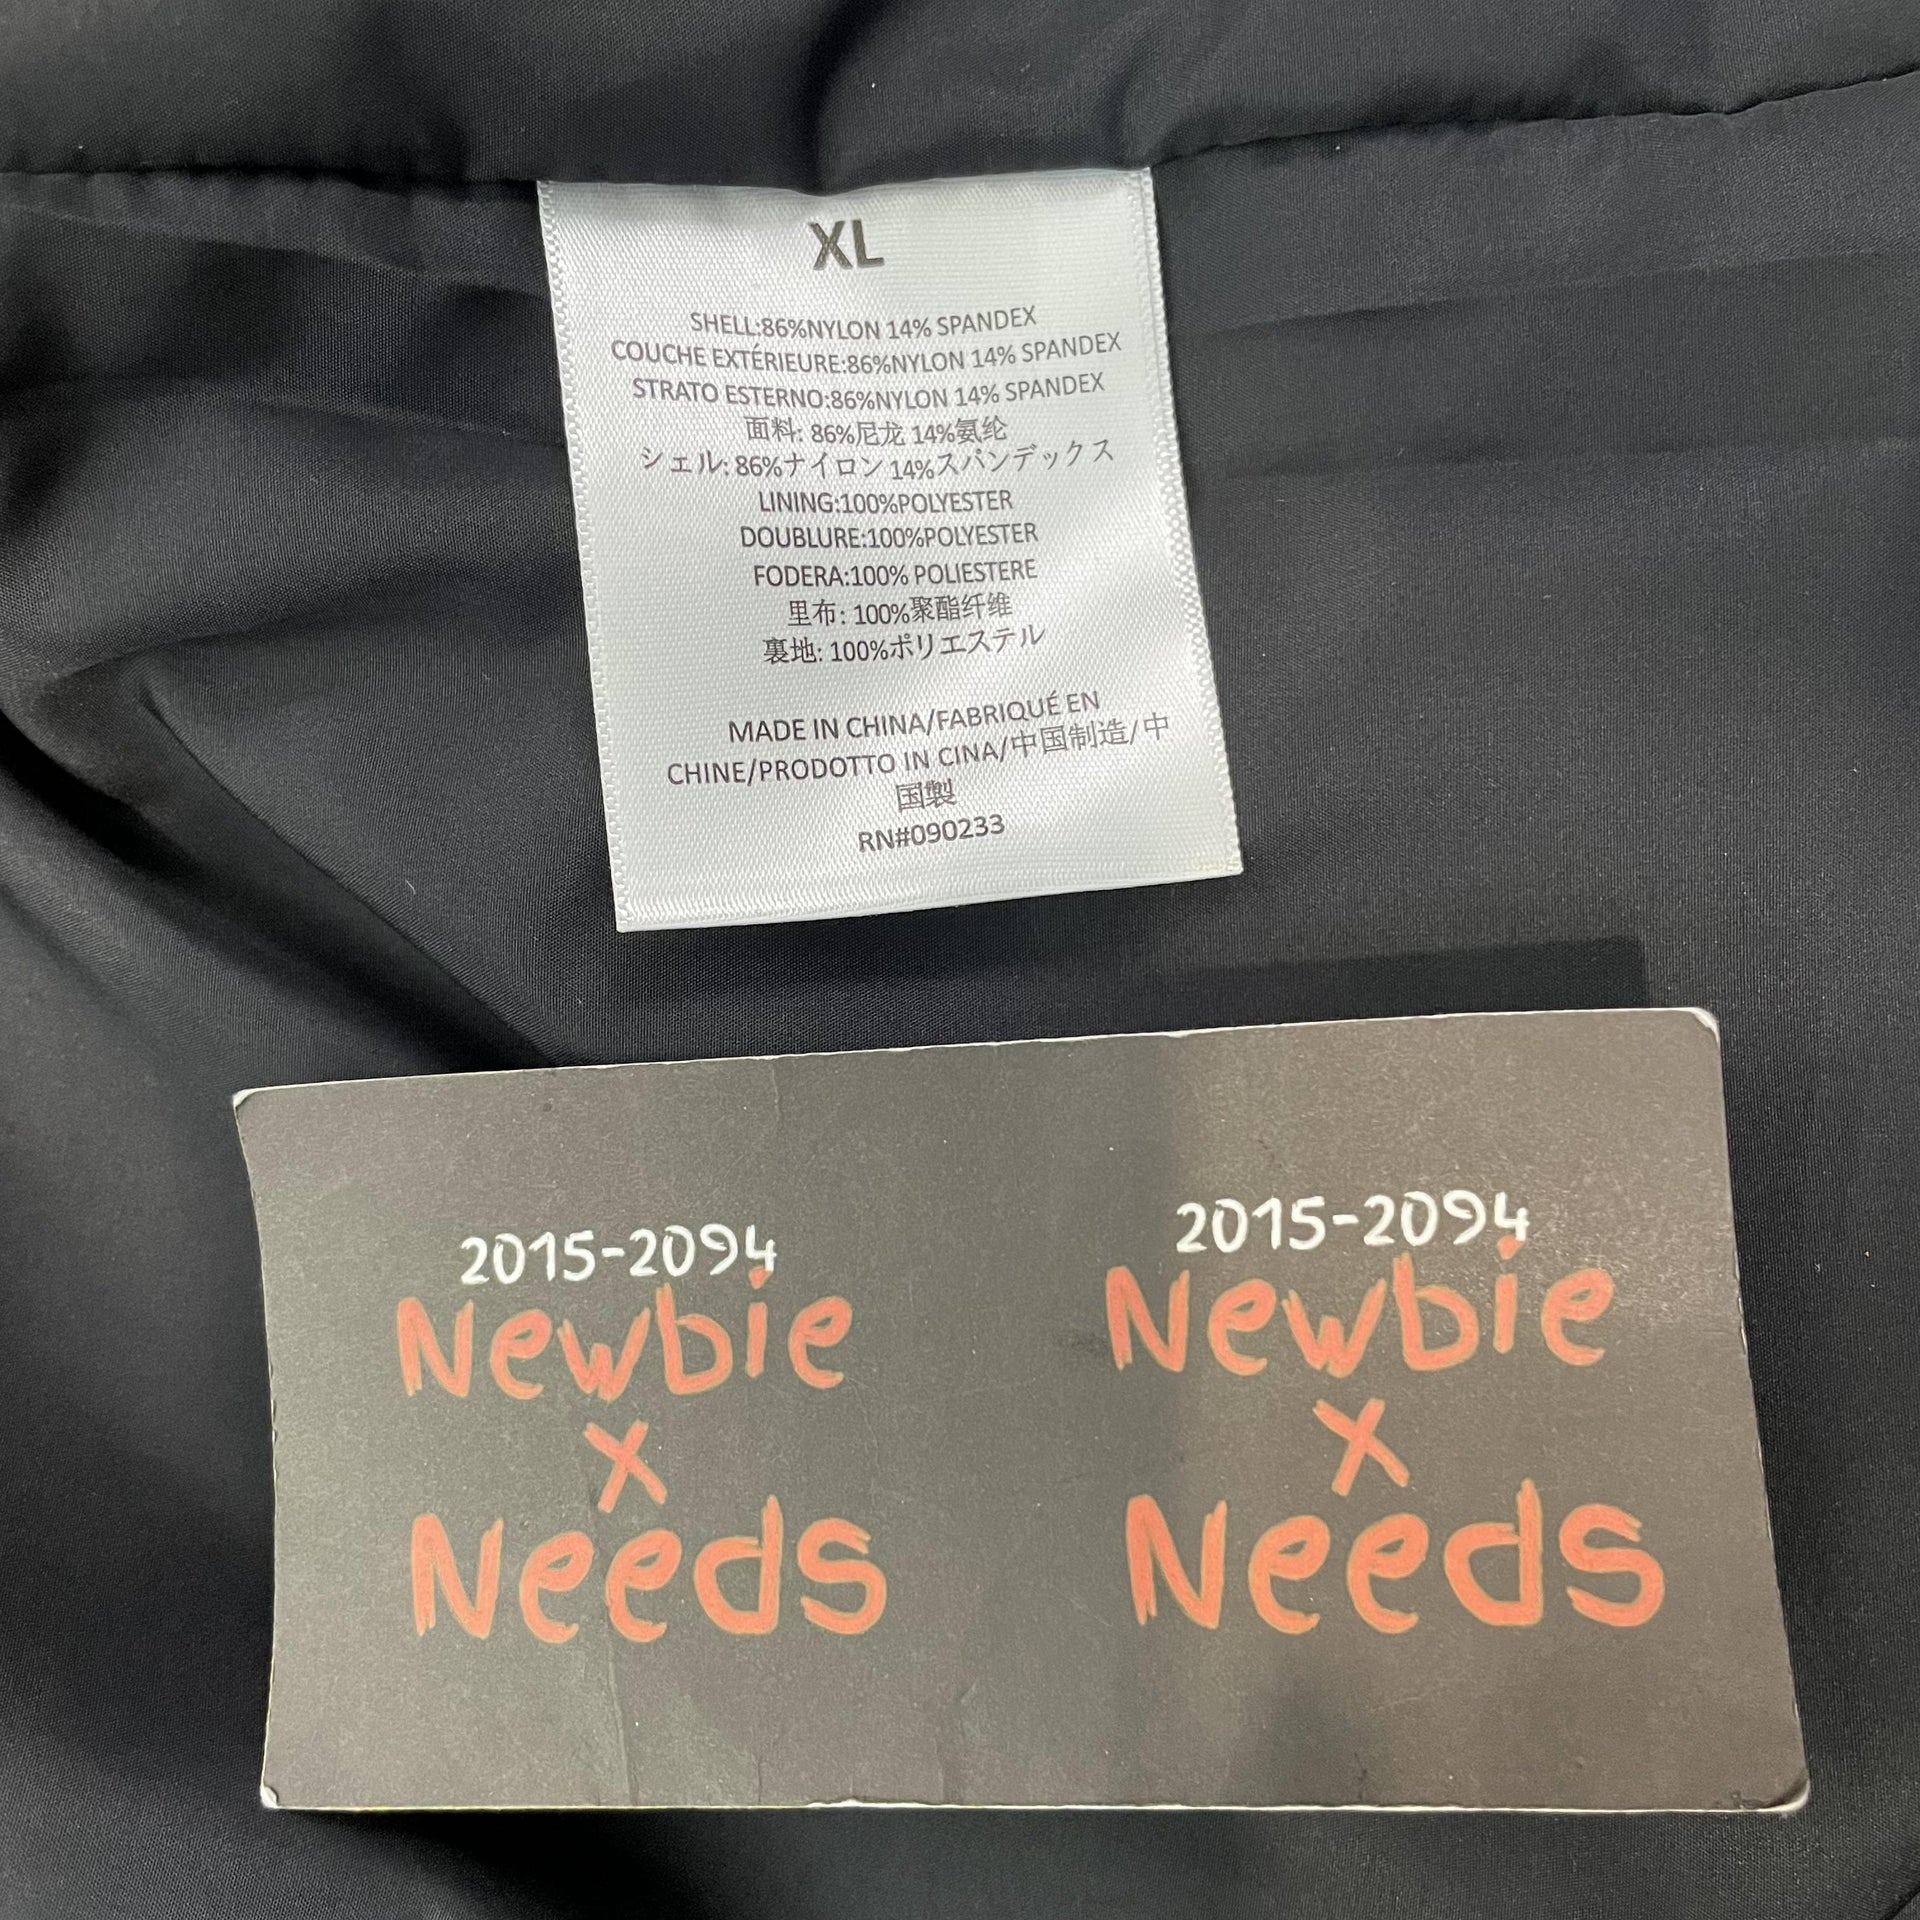 XL
SHELL:86%NYLON 14% SPANDEX
COUCHE EXTÉRIEURE:86%NYLON 14% SPANDEX
STRATO ESTERNO:86%NYLON 14% SPANDEX
面料: 86%尼龙 14%氨纶
シェル: 86%ナイロン 14%スパンデックス
LINING:100%POLYESTER
DOUBLURE:100%POLYESTER
FODERA:100% POLIESTERE
里布: 100%聚酯纤维
裏地: 100%ポリエステル
MADE IN CHINA/FABRIQUÉ EN
CHINE/PRODOTTO IN CINA/中国制造/中
国製
RN#090233
2015-2094
Newbie
x
Needs
2015-2094
Newbie
x
Needs